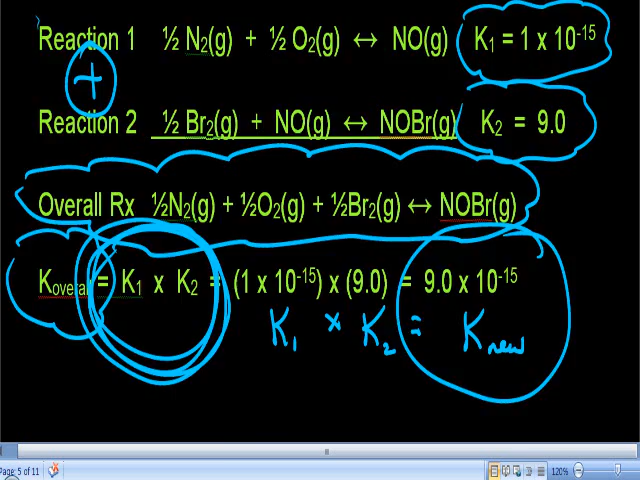 Reaction 1 ½ N₂(g) + ½ O₂(g) ↔ NO(g) K₁ = 1 x 10⁻¹⁵
+
Reaction 2 ½ Br₂(g) + NO(g) ↔ NOBr(g) K₂ = 9.0
Overall Rx ½N₂(g) + ½O₂(g) + ½Br₂(g) ↔ NOBr(g)
Koverall = K₁ x K₂ = (1 x 10⁻¹⁵) x (9.0) = 9.0 x 10⁻¹⁵
K₁ x K₂ = Knew
Page: 5 of 11 120%